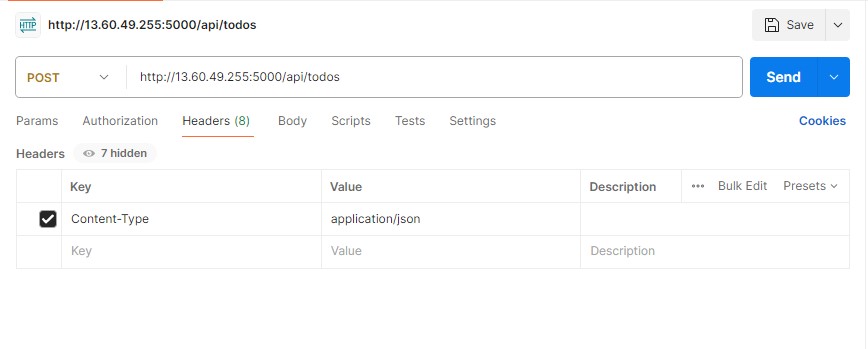 HTTP http://13.60.49.255:5000/api/todos Save
POST http://13.60.49.255:5000/api/todos Send
Params Authorization Headers (8) Body Scripts Tests Settings Cookies
Headers 7 hidden
Key Value Description ••• Bulk Edit Presets
Content-Type application/json
Key Value Description